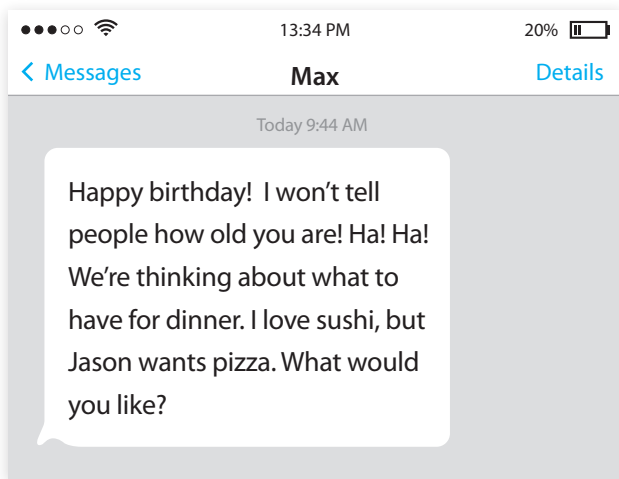 13:34 PM
20%
Messages
Max
Details
Today 9:44 AM
Happy birthday!  I won’t tell
people how old you are! Ha! Ha!
We’re thinking about what to
have for dinner. I love sushi, but
Jason wants pizza. What would
you like?